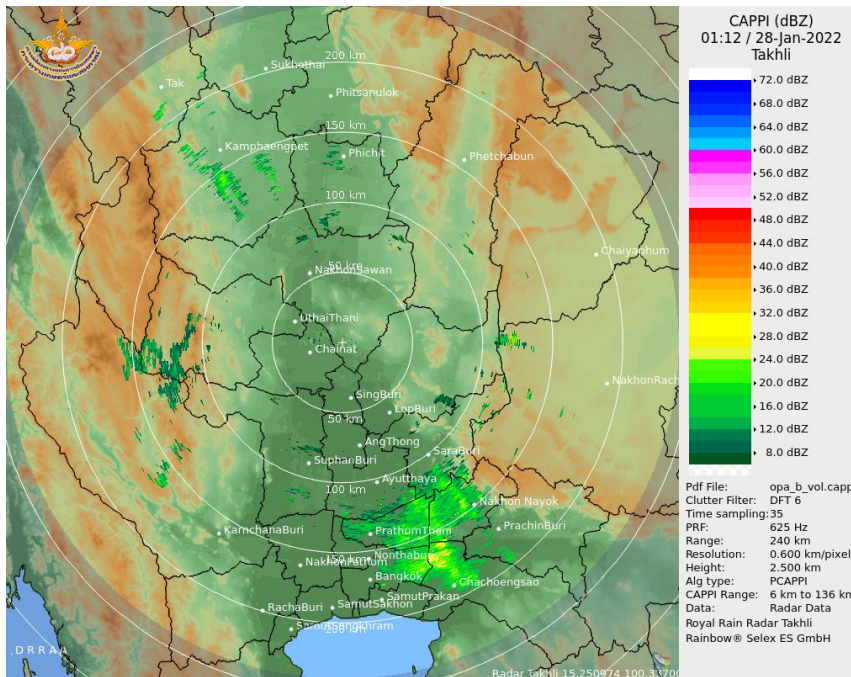 CAPPI (dBZ)
01:12 / 28-Jan-2022
Takhli
72.0 dBZ
68.0 dBZ
64.0 dBZ
60.0 dBZ
56.0 dBZ
52.0 dBZ
48.0 dBZ
44.0 dBZ
40.0 dBZ
36.0 dBZ
32.0 dBZ
28.0 dBZ
24.0 dBZ
20.0 dBZ
16.0 dBZ
12.0 dBZ
8.0 dBZ
Pdf File: opa_b_vol.capp
Clutter Filter: DFT 6
Time sampling:35
PRF: 625 Hz
Range: 240 km
Resolution: 0.600 km/pixel
Height: 2.500 km
Alg type: PCAPPI
CAPPI Range: 6 km to 136 km
Data: Radar Data
Royal Rain Radar Takhli
Rainbow® Selex ES GmbH
200 km
Sukhothai
Tak
Phitsanulok
150 km
Kamphaengpet
Phichit
Phetchabun
100 km
Chaiyaphum
50 km
NakhonSawan
UthaiThani
Chainat
NakhonRach
SingBuri
LopBuri
50 km
AngThong
SaraBuri
SuphanBuri
Ayutthaya
100 km
Nakhon Nayok
KarnchanaBuri
PrathumThani
PrachinBuri
Nonthaburi
150 km
NakhonPathom
Bangkok
Chachoengsao
SamutPrakan
RachaBuri
SamutSakhon
SamutSongkhram
200 km
.DRRAA
Radar Takhli 15.250974 100.33700